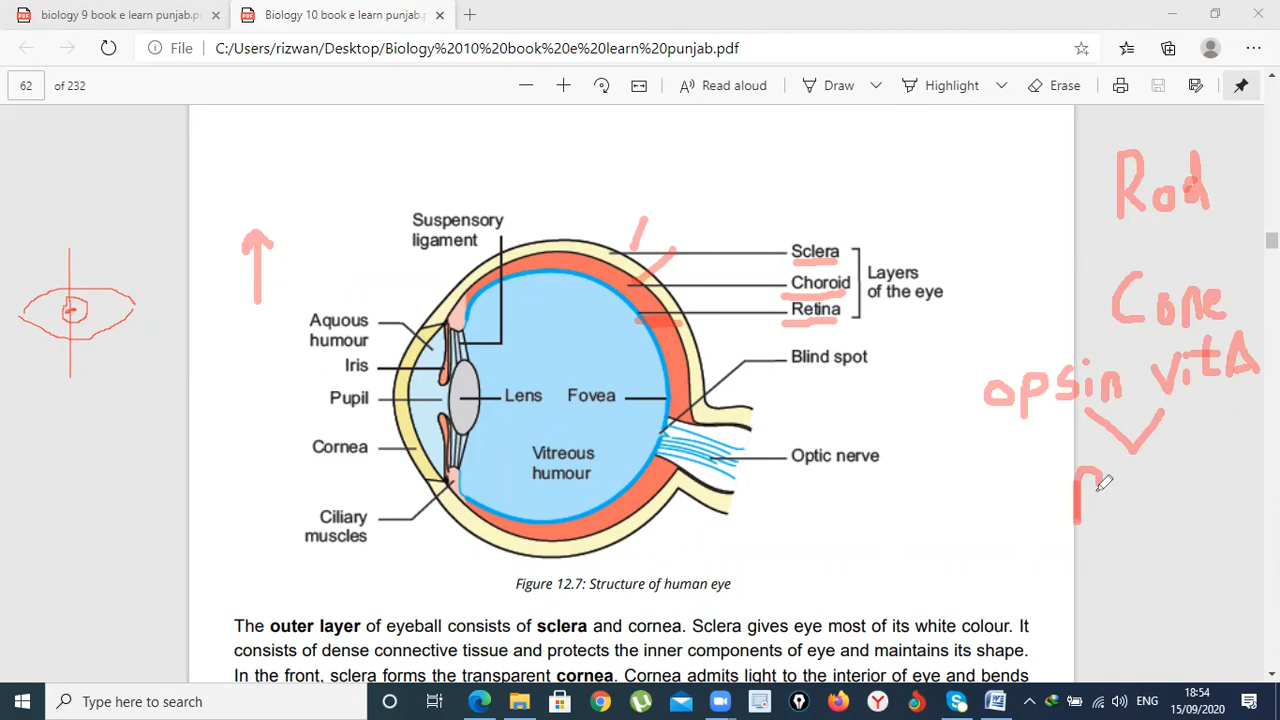 biology 9 book e learn punjab.p
Biology 10 book e learn punjab.p
File C:/Users/rizwan/Desktop/Biology%2010%20book%20e%20learn%20punjab.pdf
62 of 232
Read aloud Draw Highlight Erase
Suspensory
ligament
Sclera
Choroid
Retina
Layers
of the eye
Aquous
humour
Iris
Pupil
Cornea
Ciliary
muscles
Lens Fovea
Vitreous
humour
Blind spot
Optic nerve
Rod
Cone
opsin vitA
r
Figure 12.7: Structure of human eye
The outer layer of eyeball consists of sclera and cornea. Sclera gives eye most of its white colour. It
consists of dense connective tissue and protects the inner components of eye and maintains its shape.
In the front, sclera forms the transparent cornea. Cornea admits light to the interior of eye and bends
Type here to search
ENG
18:54
15/09/2020